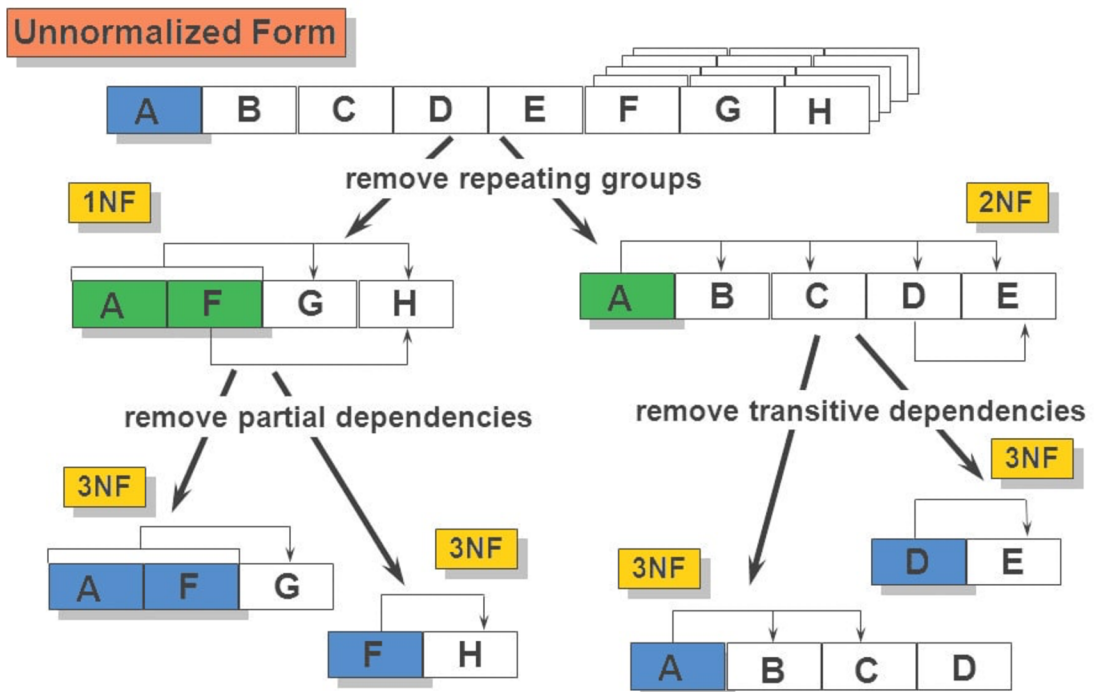 Unnormalized Form
A B C D E F G H
remove repeating groups
1NF
2NF
A F G H
A B C D E
remove partial dependencies
remove transitive dependencies
3NF
3NF
3NF
3NF
A F G
D E
F H
A B C D